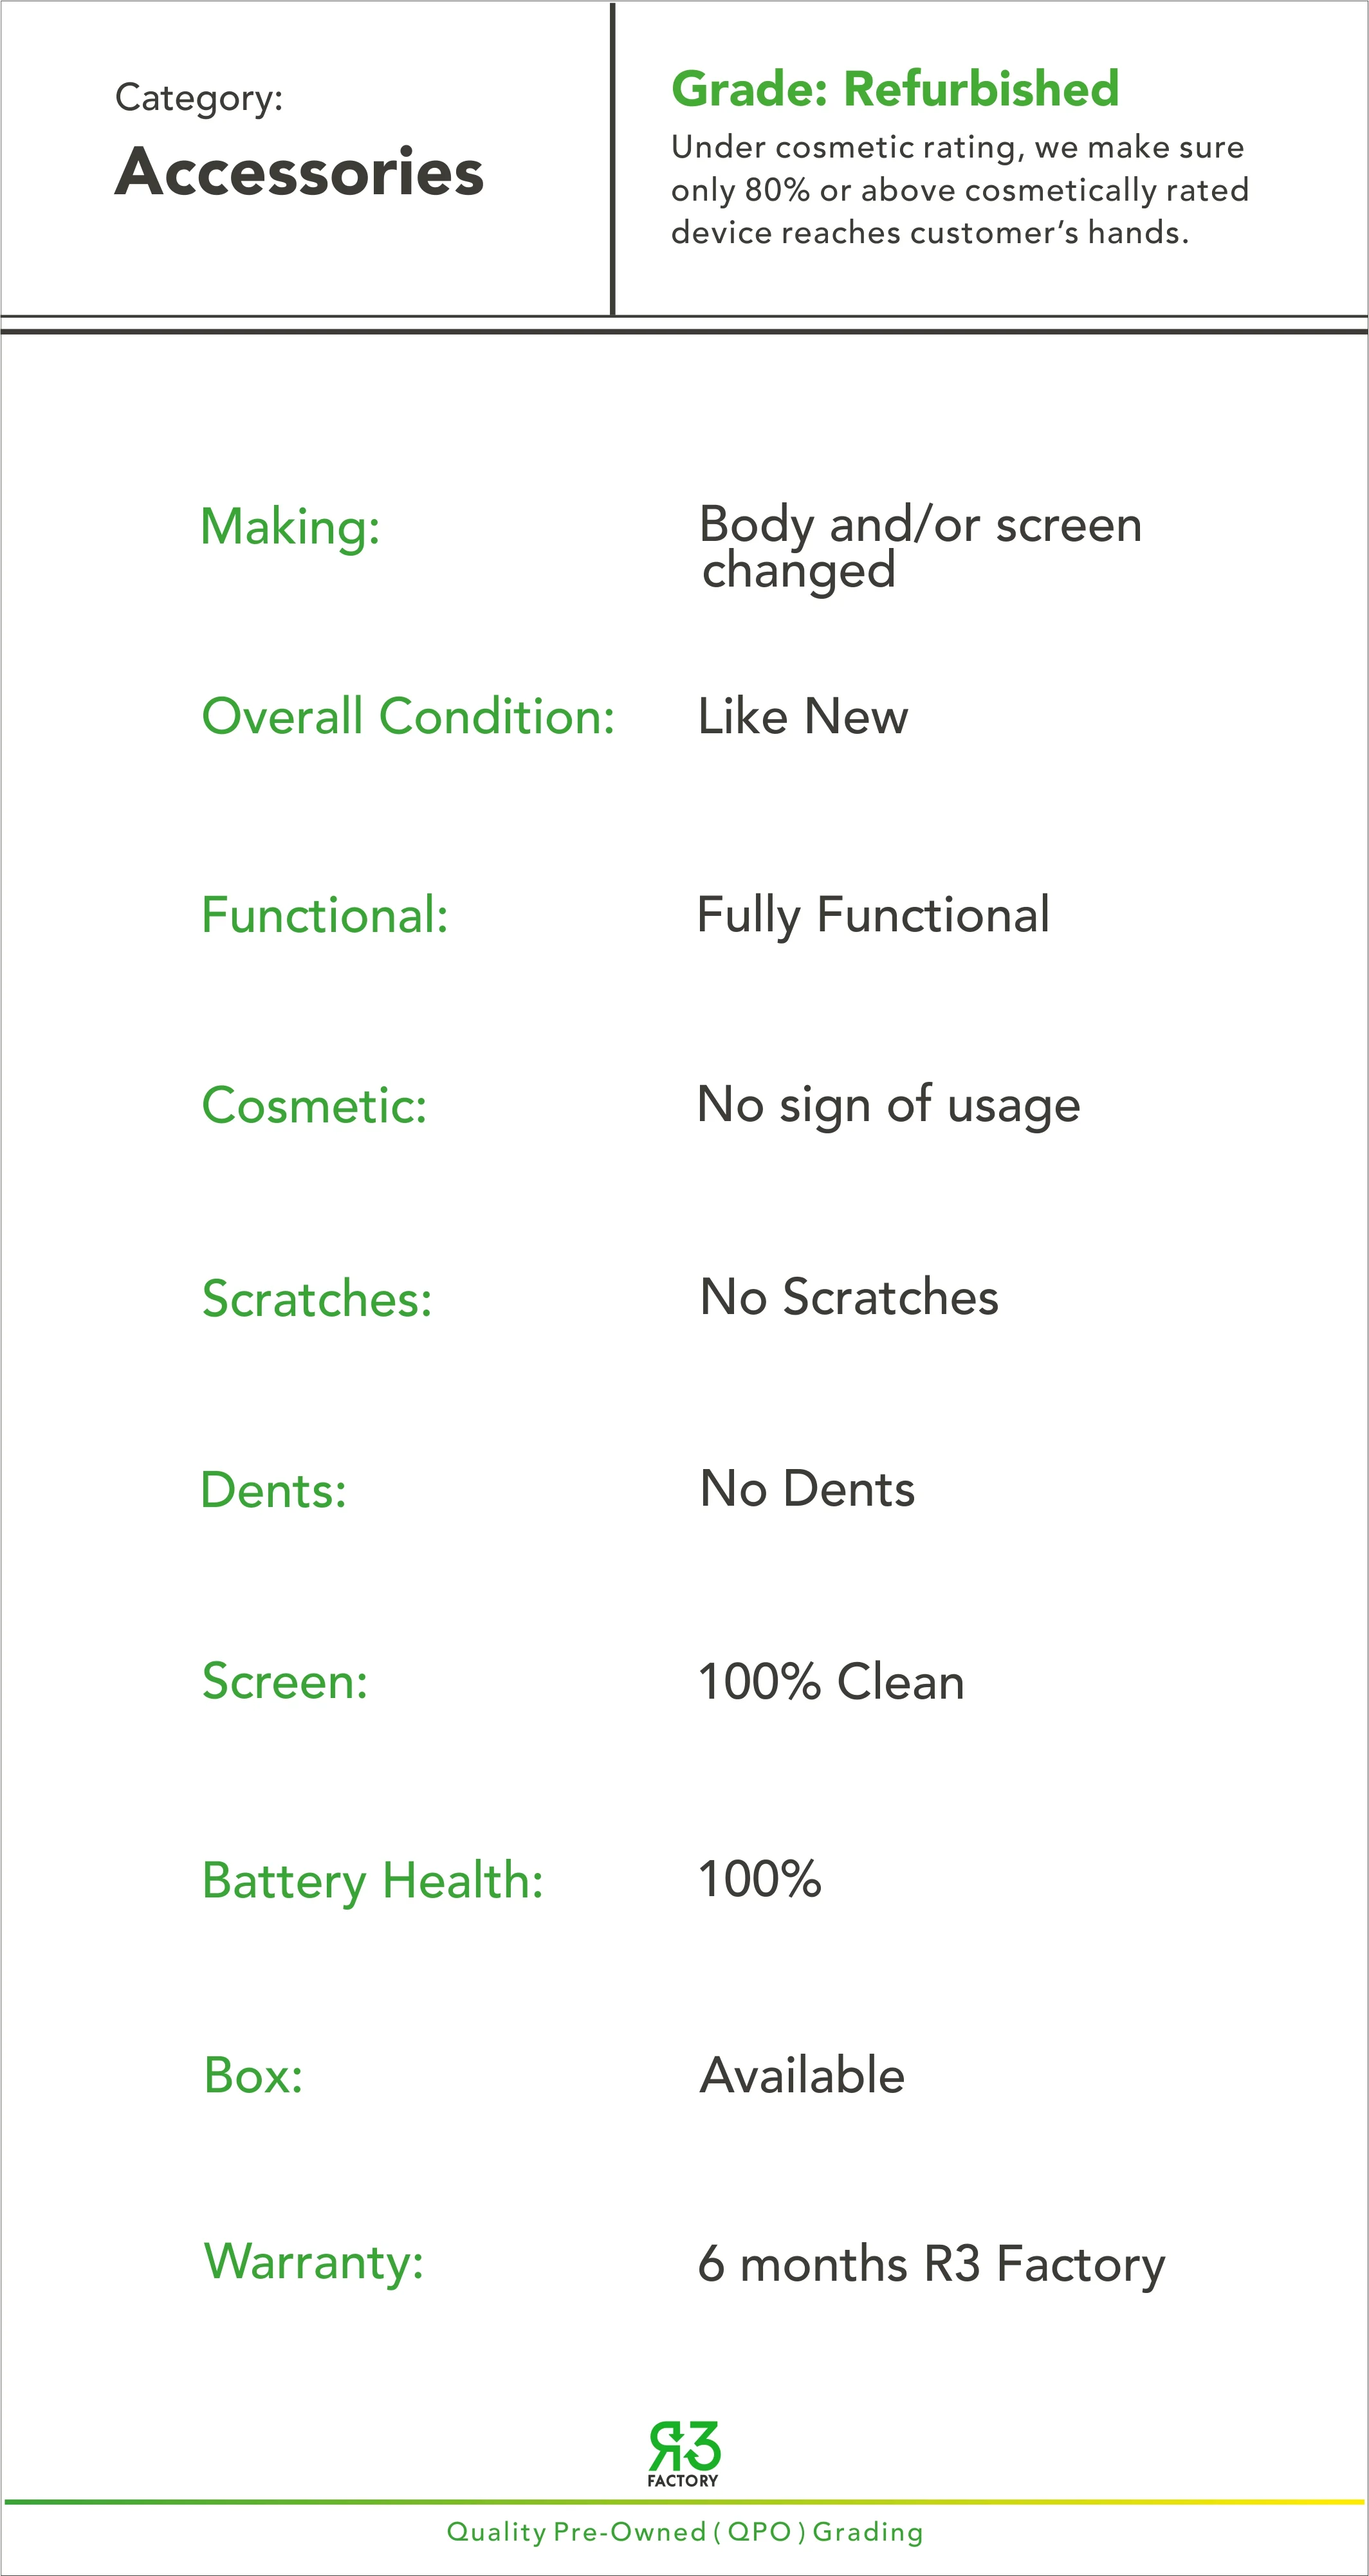 Category:
Accessories
Grade: Refurbished
Under cosmetic rating, we make sure
only 80% or above cosmetically rated
device reaches customer’s hands.
Making: Body and/or screen
changed
Overall Condition: Like New
Functional: Fully Functional
Cosmetic: No sign of usage
Scratches: No Scratches
Dents: No Dents
Screen: 100% Clean
Battery Health: 100%
Box: Available
Warranty: 6 months R3 Factory
R3
FACTORY
Quality Pre-Owned ( QPO ) Grading